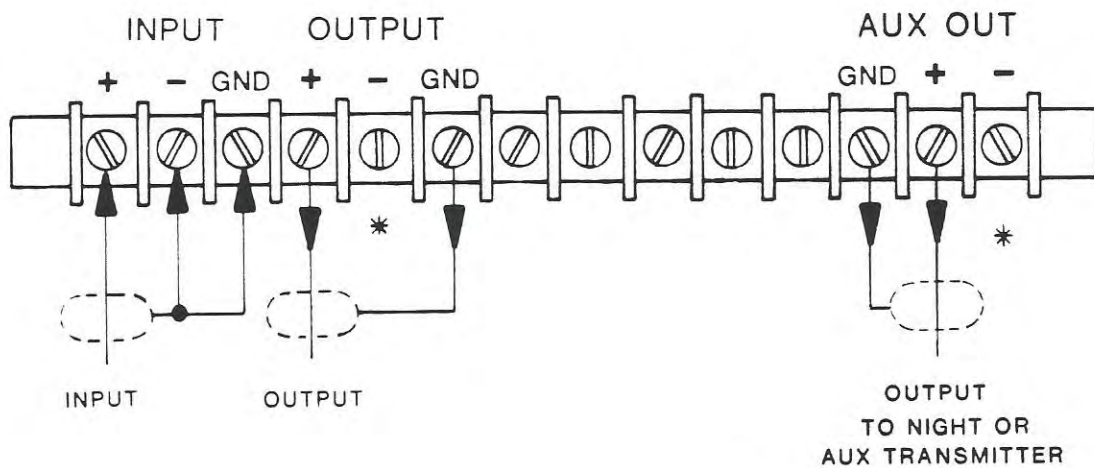 INPUT OUTPUT AUX OUT
+ - GND + - GND GND + -
* *
INPUT OUTPUT OUTPUT
TO NIGHT OR
AUX TRANSMITTER